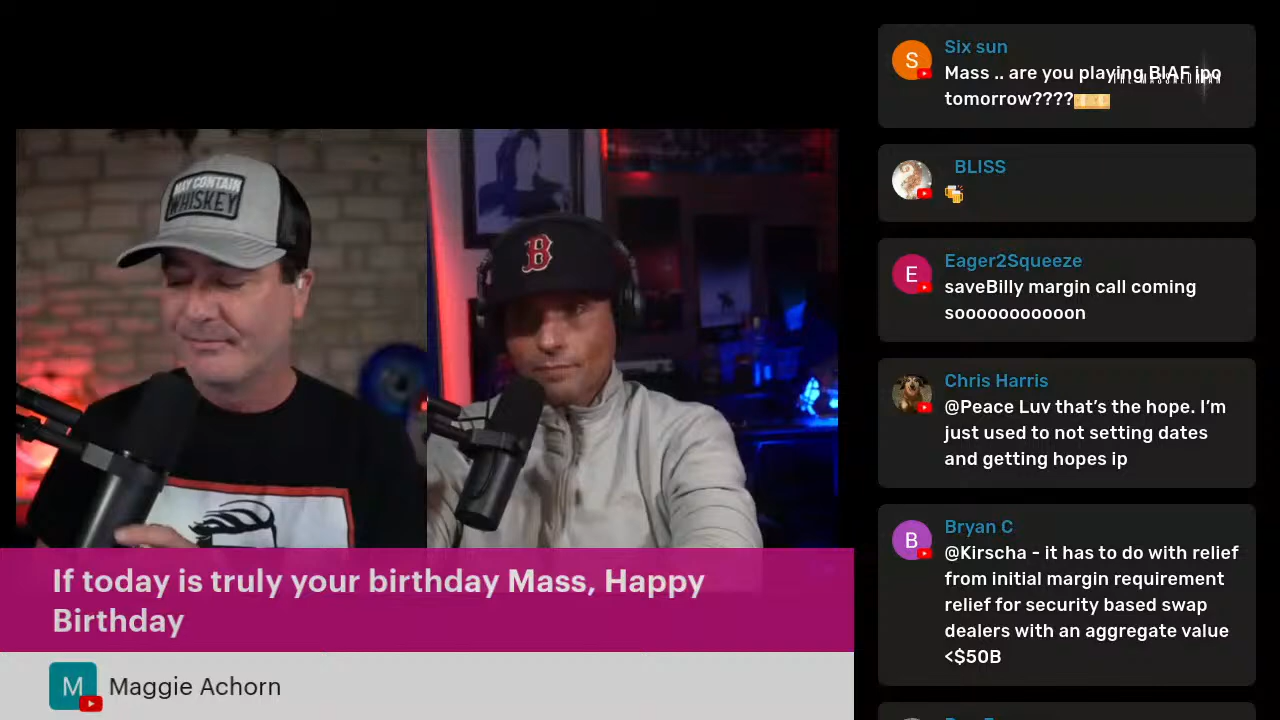 MAY CONTAIN
WHISKEY
B
If today is truly your birthday Mass, Happy
Birthday
M
Maggie Achorn
S
Six sun
Mass .. are you playing BIAF ipo
tomorrow????
BLISS
E
Eager2Squeeze
saveBilly margin call coming
sooooooooooon
Chris Harris
@Peace Luv that’s the hope. I’m
just used to not setting dates
and getting hopes ip
B
Bryan C
@Kirscha - it has to do with relief
from initial margin requirement
relief for security based swap
dealers with an aggregate value
<$50B